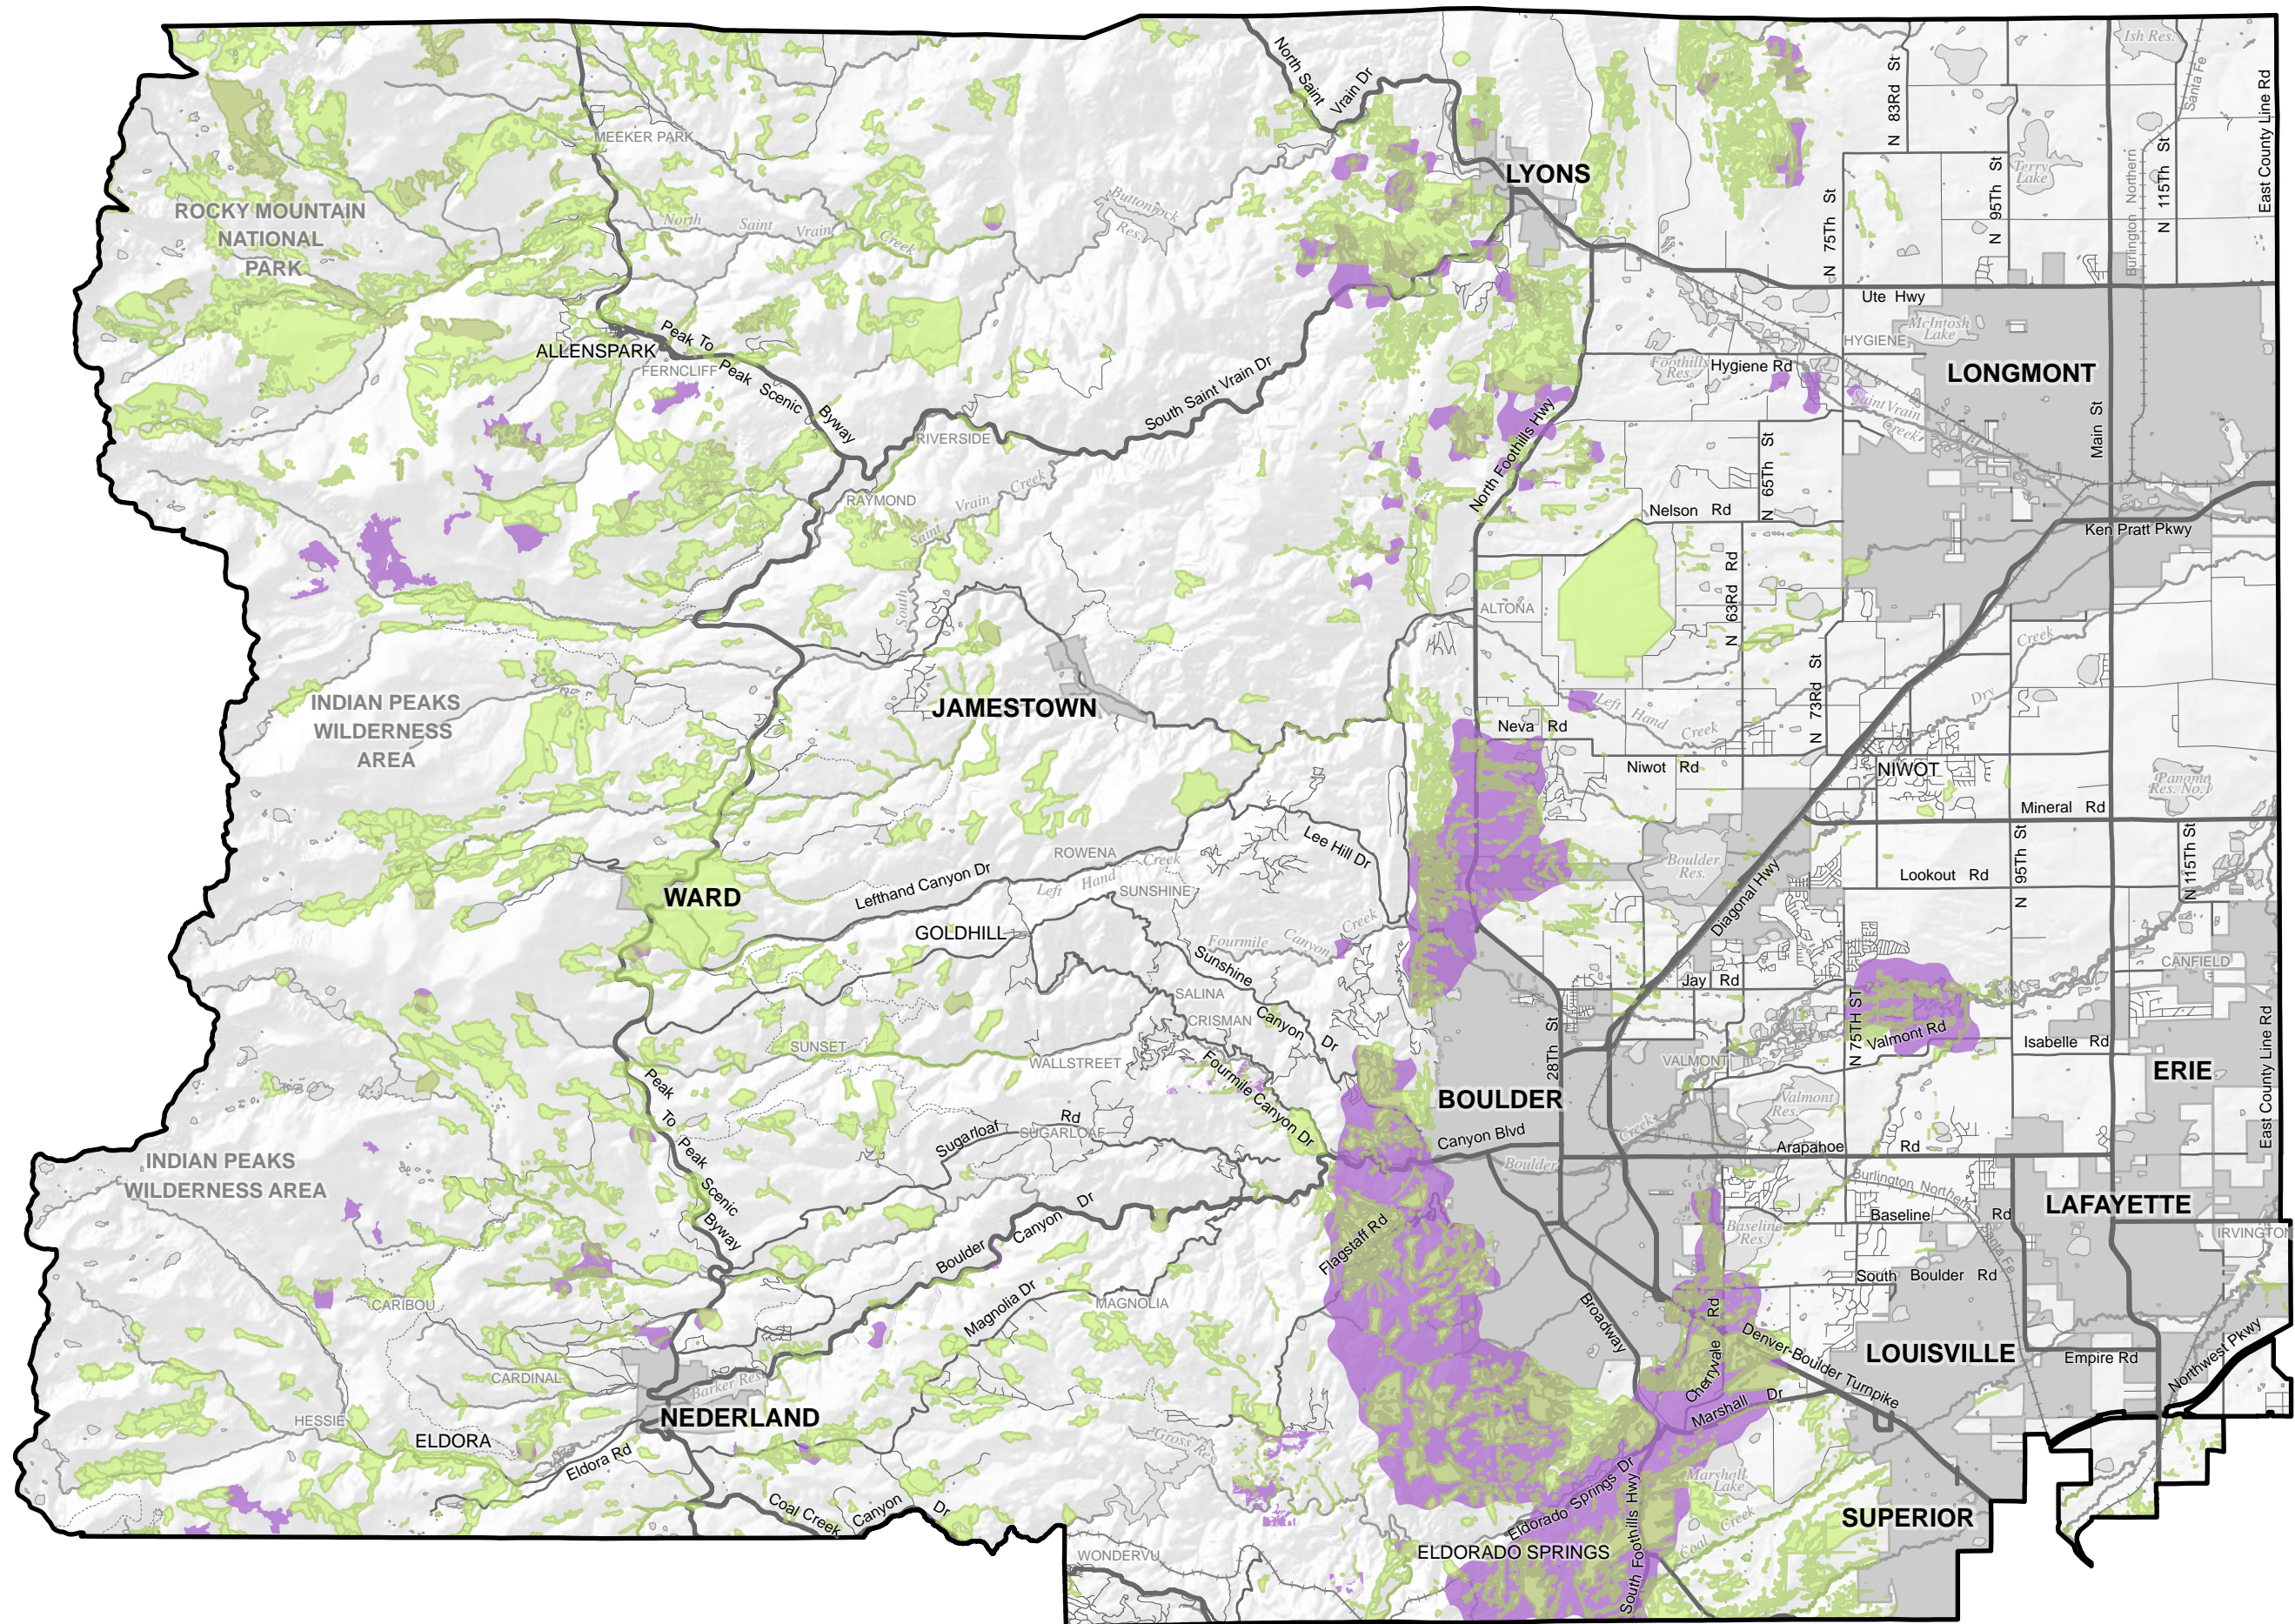 Ish Res.
Santa Fe
East County Line Rd
N 83Rd St
North Saint
Vrain Dr
MEEKER PARK
LYONS
Terry
Lake
N 95Th St
N 115Th St
Burlington Northern
N 75Th St
ROCKY MOUNTAIN
NATIONAL
PARK
North Saint Vrain Creek
Buttonrock
Res.
Ute Hwy
McIntosh
Lake
HYGIENE
ALLENSPARK
Peak To Peak Scenic Byway
FERNCLIFF
Foothills
Res.
Hygiene Rd
LONGMONT
South Saint Vrain Dr
North Foothills Hwy
Saint Vrain
Creek
Main St
RIVERSIDE
RAYMOND
South Saint Vrain Creek
N 65Th St
Nelson Rd
Ken Pratt Pkwy
N 63Rd Rd
ALTONA
Creek
INDIAN PEAKS
WILDERNESS
AREA
JAMESTOWN
Left Hand Creek
N 73Rd St
Dry
Neva Rd
Niwot Rd
NIWOT
Panama
Res. No.1
Mineral Rd
Lee Hill Dr
ROWENA
Left Hand Creek
SUNSHINE
Boulder
Res.
Diagonal Hwy
Lookout Rd
N 95Th St
N 115Th St
WARD
Lefthand Canyon Dr
GOLDHILL
Fourmile Canyon Creek
Sunshine Canyon Dr
CANFIELD
Jay Rd
SALINA
CRISMAN
N 75TH ST
Valmont Rd
Isabelle Rd
SUNSET
WALLSTREET
28Th St
VALMONT
ERIE
East County Line Rd
Peak To Peak Scenic Byway
Fourmile Canyon Dr
BOULDER
Valmont
Res.
Sugarloaf Rd
SUGARLOAF
Canyon Blvd
Creek
Boulder
Arapahoe Rd
INDIAN PEAKS
WILDERNESS AREA
Burlington Northern
Santa Fe
LAFAYETTE
Baseline Rd
Baseline
Res.
Boulder Canyon Dr
Flagstaff Rd
IRVINGTON
South Boulder Rd
CARIBOU
Magnolia Dr
MAGNOLIA
Broadway
Cherryvale Rd
Denver-Boulder Turnpike
LOUISVILLE
Empire Rd
Northwest Pkwy
CARDINAL
Barker Res.
Marshall Dr
HESSIE
NEDERLAND
ELDORA
Eldora Rd
Gross Res.
Marshall
Lake
Coal Creek Canyon Dr
Eldorado Springs Dr
South Foothills Hwy
Coal Creek
SUPERIOR
WONDERVU
ELDORADO SPRINGS